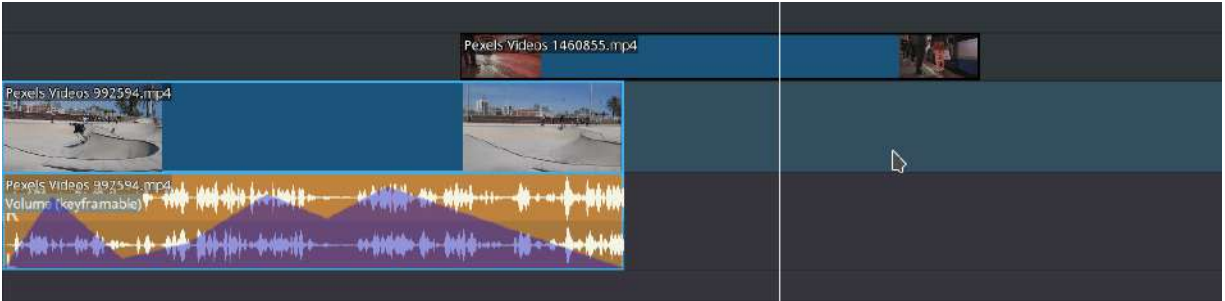 Pexels Videos 1460855.mp4
Pexels Videos 992594.mp4
Pexels Videos 992594.mp4
Volume (keyframable)
R